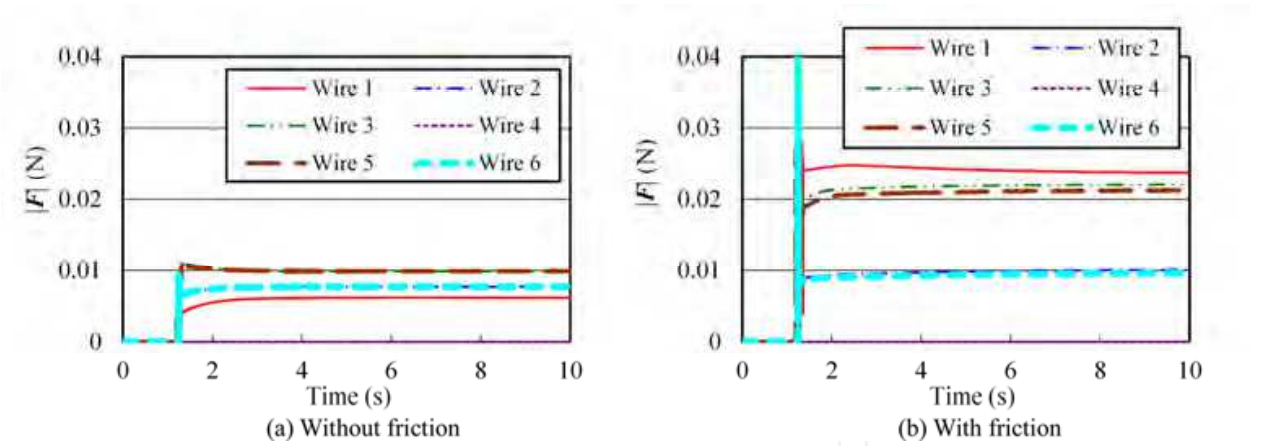 0.04
0.03
0.02
0.01
0
|F| (N)
Wire 1 Wire 2
Wire 3 Wire 4
Wire 5 Wire 6
0 2 4 6 8 10
Time (s)
(a) Without friction
0.04
0.03
0.02
0.01
0
|F| (N)
Wire 1 Wire 2
Wire 3 Wire 4
Wire 5 Wire 6
0 2 4 6 8 10
Time (s)
(b) With friction